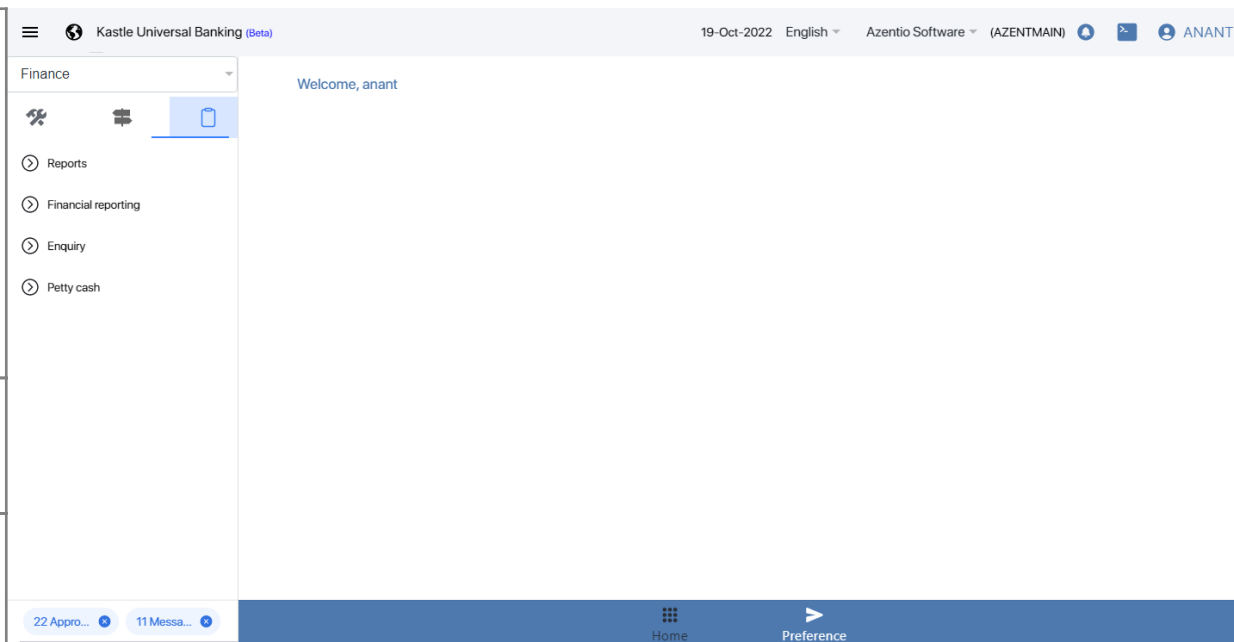 Kastle Universal Banking (Beta) 19-Oct-2022 English Azentio Software (AZENTMAIN) ANANT
Finance
Welcome, anant
Reports
Financial reporting
Enquiry
Petty cash
22 Appro... 11 Messa...
Home Preference